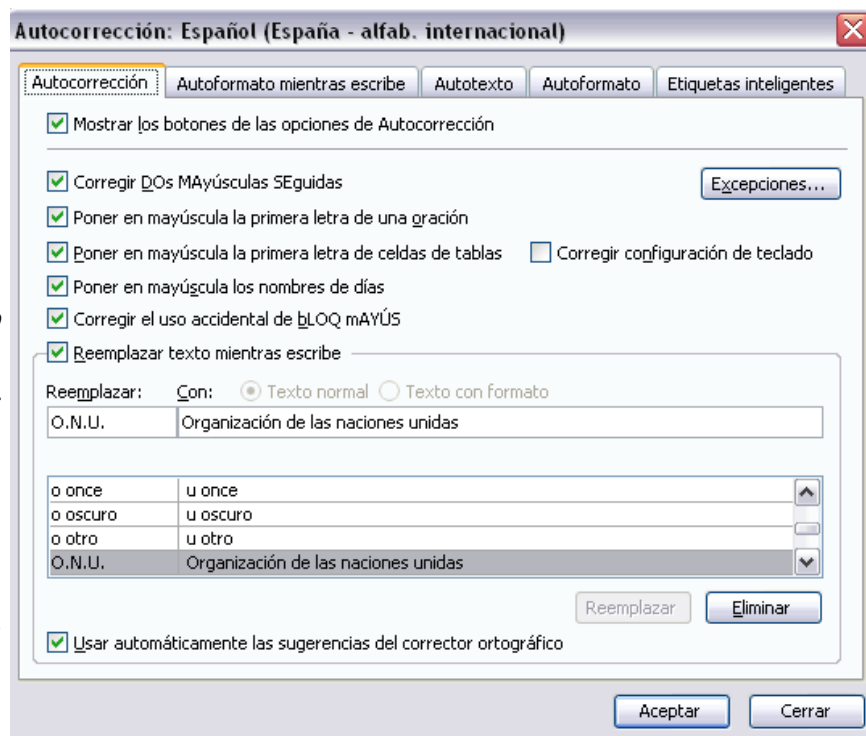 Autocorrección: Español (España - alfab. internacional)
Autocorrección Autoformato mientras escribe Autotexto Autoformato Etiquetas inteligentes
Mostrar los botones de las opciones de Autocorrección
Corregir DOs MAyúsculas SEguidas Excepciones...
Poner en mayúscula la primera letra de una oración
Poner en mayúscula la primera letra de celdas de tablas Corregir configuración de teclado
Poner en mayúscula los nombres de días
Corregir el uso accidental de bLOQ mAYÚS
Reemplazar texto mientras escribe
Reemplazar: Con: Texto normal Texto con formato
O.N.U. Organización de las naciones unidas
o once u once
o oscuro u oscuro
o otro u otro
O.N.U. Organización de las naciones unidas
Reemplazar Eliminar
Usar automáticamente las sugerencias del corrector ortográfico
Aceptar Cerrar